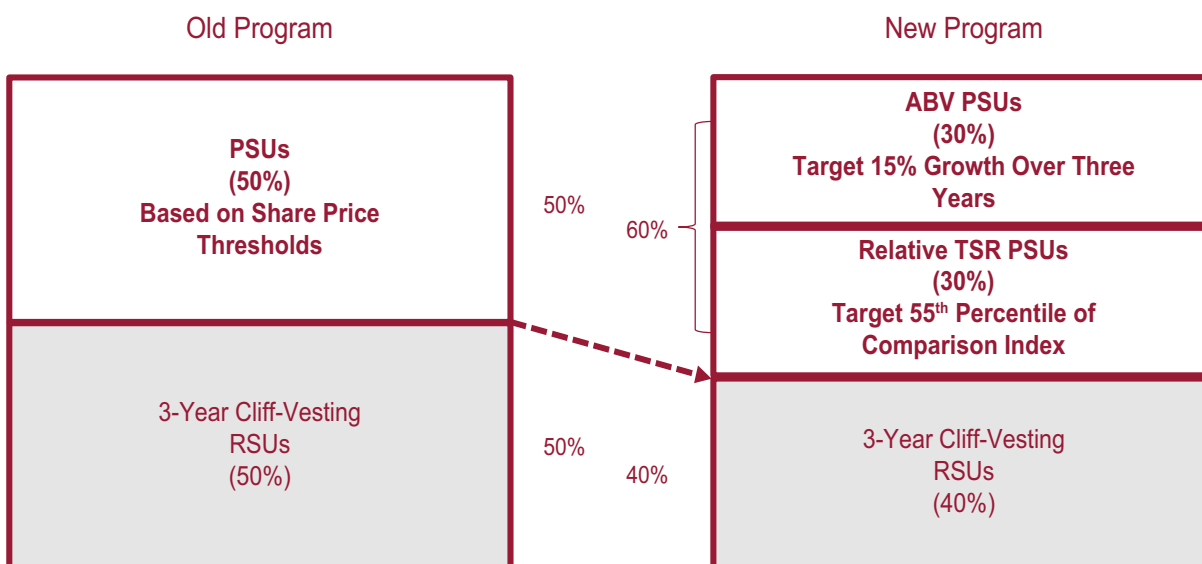 Old Program
New Program
PSUs
(50%)
Based on Share Price
Thresholds
3-Year Cliff-Vesting
RSUs
(50%)
50%
50%
60%
40%
ABV PSUs
(30%)
Target 15% Growth Over Three
Years
Relative TSR PSUs
(30%)
Target 55th Percentile of
Comparison Index
3-Year Cliff-Vesting
RSUs
(40%)